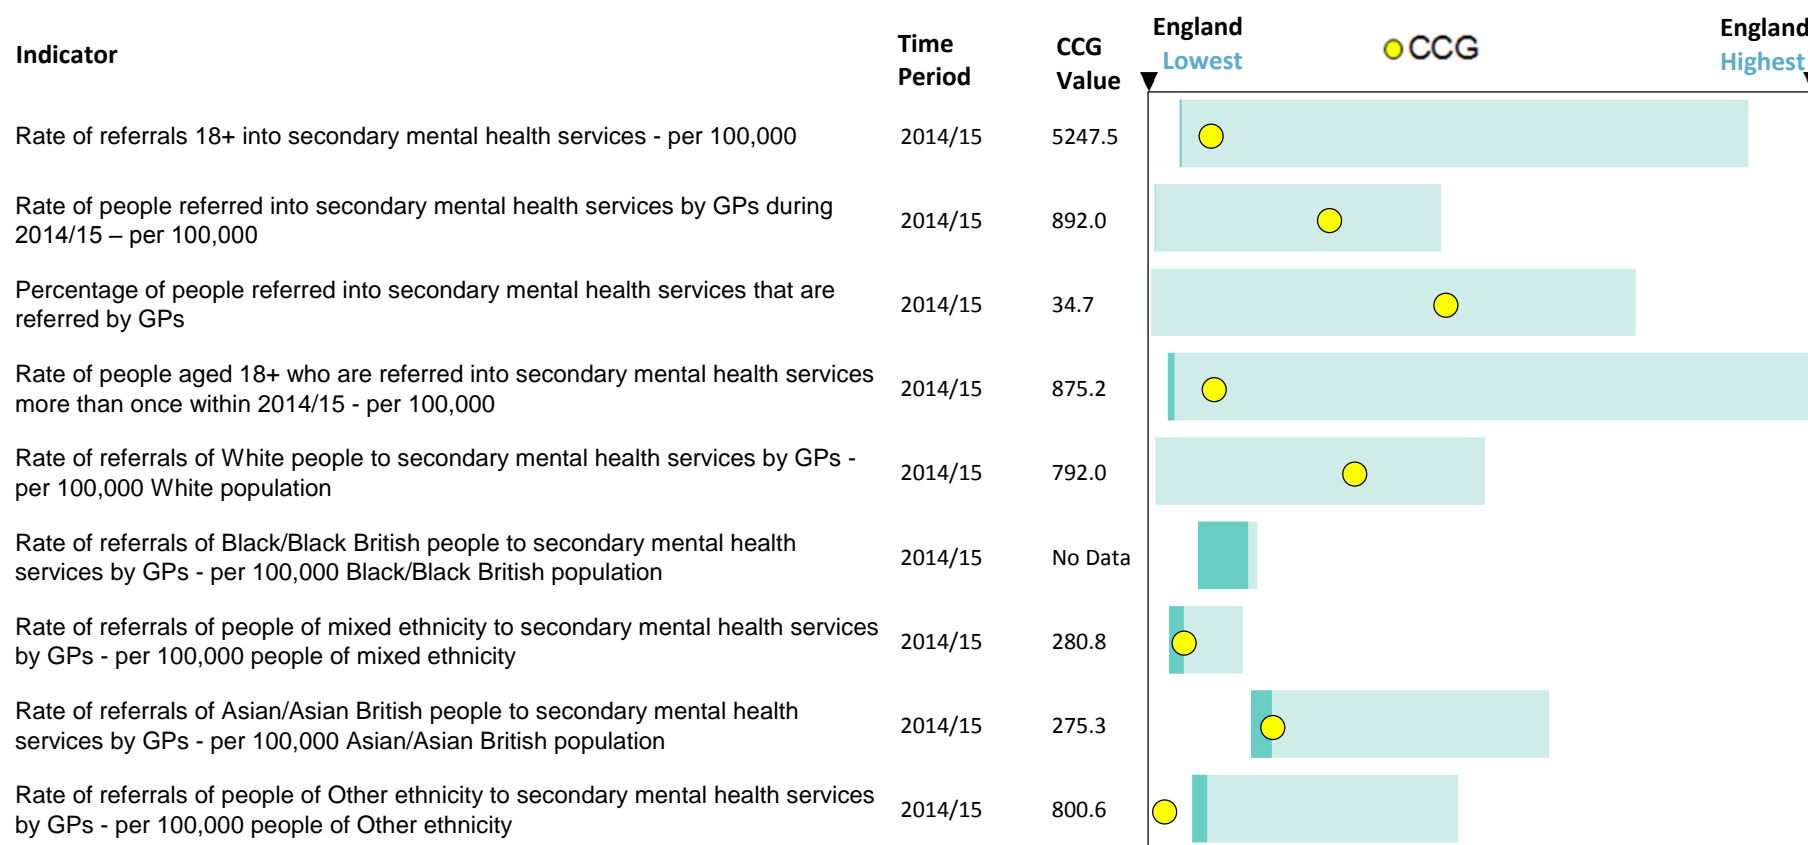 Indicator
Time
Period
CCG
Value
England
Lowest
CCG
England
Highest
Rate of referrals 18+ into secondary mental health services - per 100,000
2014/15
5247.5
Rate of people referred into secondary mental health services by GPs during
2014/15 – per 100,000
2014/15
892.0
Percentage of people referred into secondary mental health services that are
referred by GPs
2014/15
34.7
Rate of people aged 18+ who are referred into secondary mental health services
more than once within 2014/15 - per 100,000
2014/15
875.2
Rate of referrals of White people to secondary mental health services by GPs -
per 100,000 White population
2014/15
792.0
Rate of referrals of Black/Black British people to secondary mental health
services by GPs - per 100,000 Black/Black British population
2014/15
No Data
Rate of referrals of people of mixed ethnicity to secondary mental health services
by GPs - per 100,000 people of mixed ethnicity
2014/15
280.8
Rate of referrals of Asian/Asian British people to secondary mental health
services by GPs - per 100,000 Asian/Asian British population
2014/15
275.3
Rate of referrals of people of Other ethnicity to secondary mental health services
by GPs - per 100,000 people of Other ethnicity
2014/15
800.6